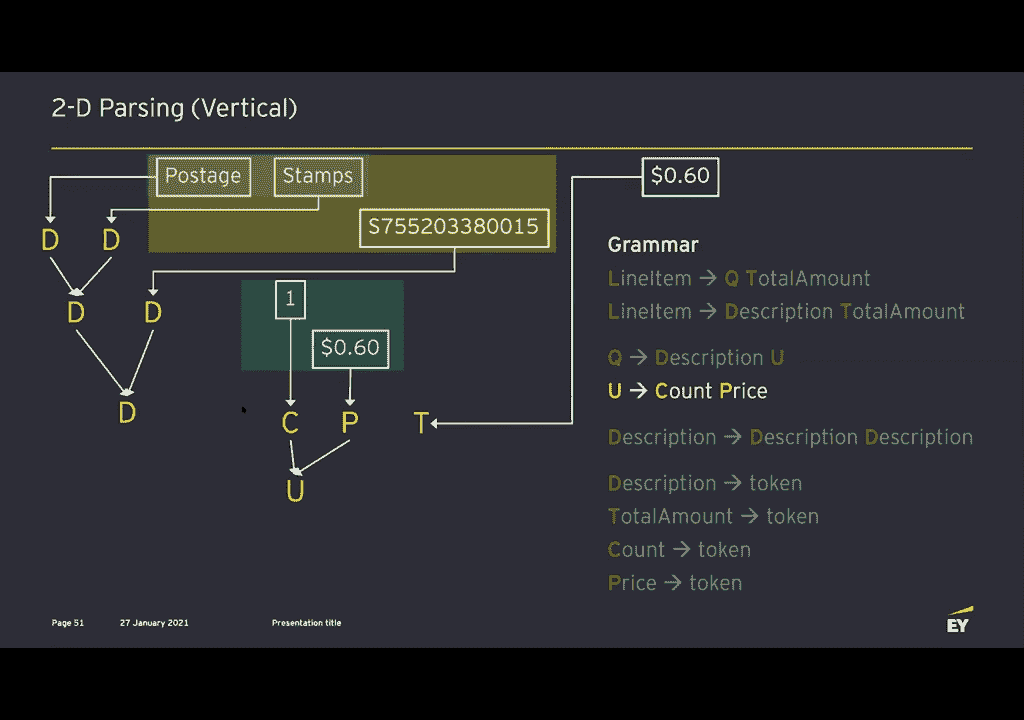 2-D Parsing (Vertical)
Postage Stamps $0.60
S755203380015
D D
Grammar
LineItem → Q TotalAmount
D D
1
LineItem → Description TotalAmount
$0.60
Q → Description U
U → Count Price
D
C P T
Description → Description Description
U
Description → token
TotalAmount → token
Count → token
Price → token
Page 51 27 January 2021 Presentation title
EY